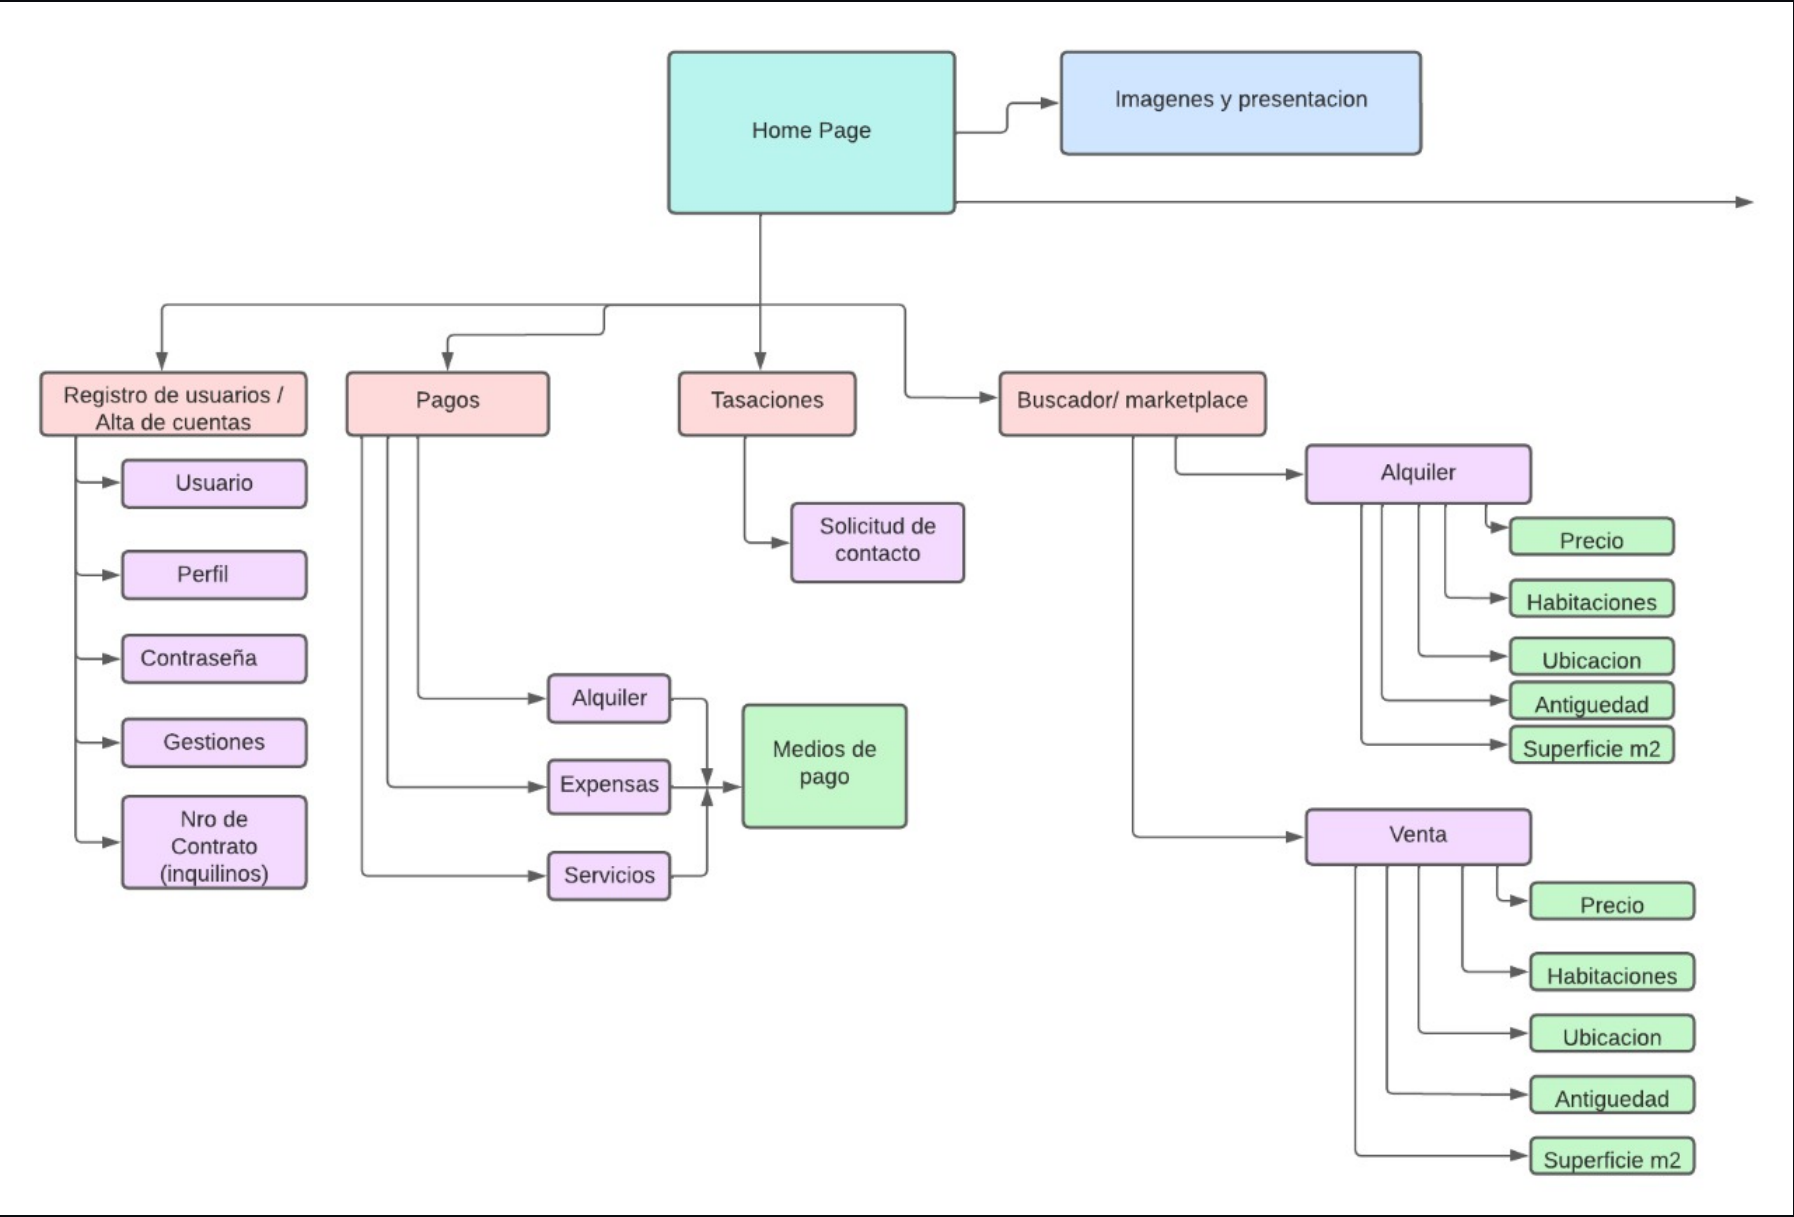 Home Page
Imagenes y presentacion
Registro de usuarios /
Alta de cuentas
Usuario
Perfil
Contraseña
Gestiones
Nro de
Contrato
(inquilinos)
Pagos
Alquiler
Expensas
Servicios
Medios de
pago
Tasaciones
Solicitud de
contacto
Buscador/ marketplace
Alquiler
Precio
Habitaciones
Ubicacion
Antiguedad
Superficie m2
Venta
Precio
Habitaciones
Ubicacion
Antiguedad
Superficie m2